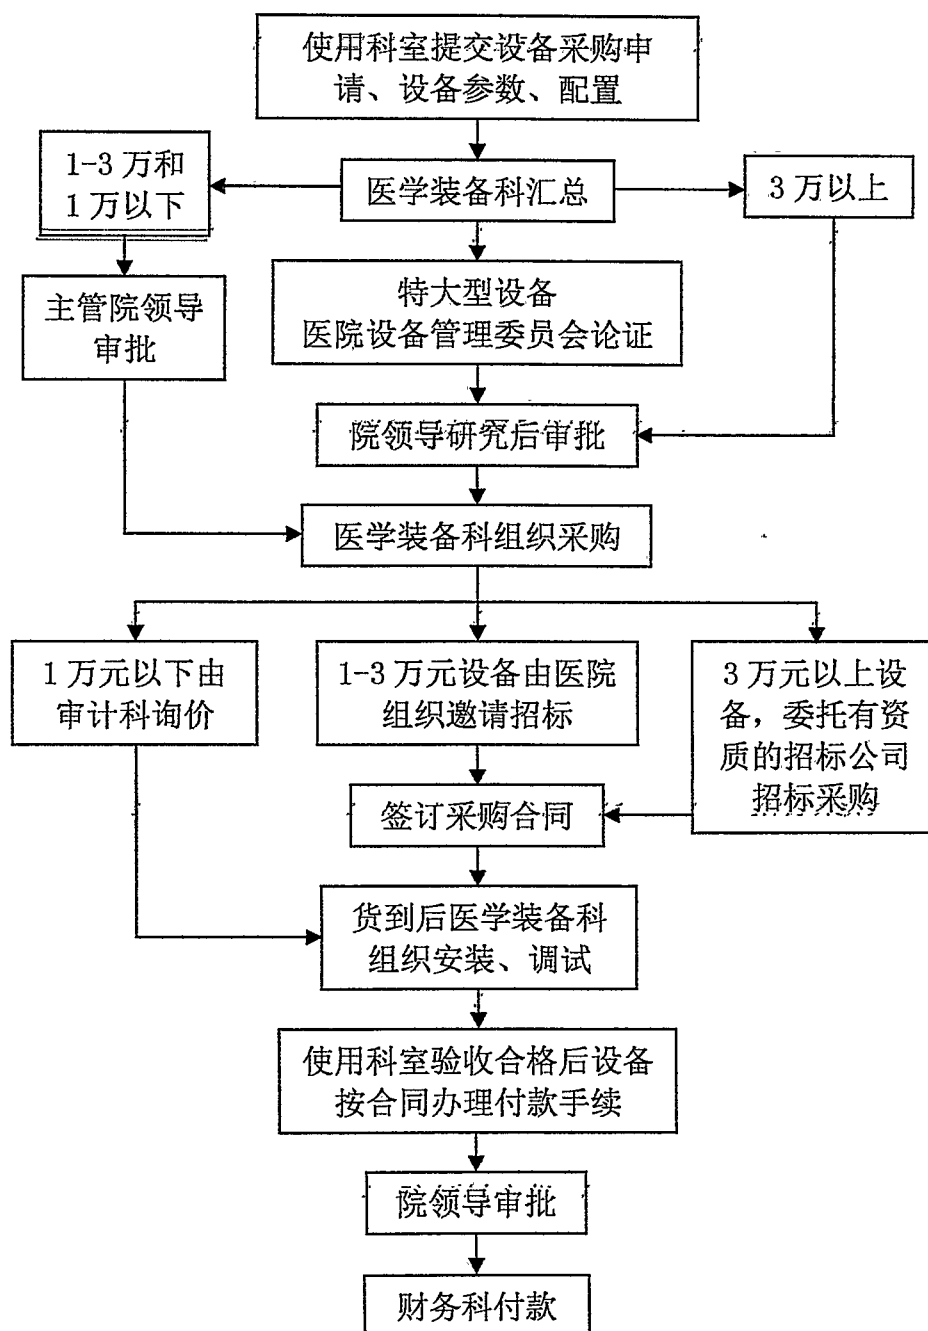 使用科室提交设备采购申
请、设备参数、配置
1-3 万和
1 万以下
医学装备科汇总
3 万以上
主管院领导
审批
特大型设备
医院设备管理委员会论证
院领导研究后审批
医学装备科组织采购
1 万元以下由
审计科询价
1-3 万元设备由医院
组织邀请招标
3 万元以上设
备，委托有资
质的招标公司
招标采购
签订采购合同
货到后医学装备科
组织安装、调试
使用科室验收合格后设备
按合同办理付款手续
院领导审批
财务科付款